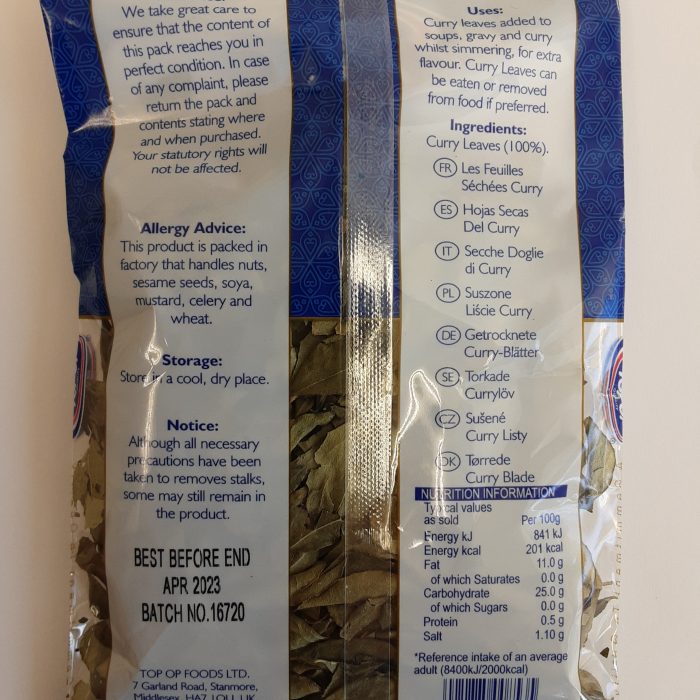 We take great care to
ensure that the content of
this pack reaches you in
perfect condition. In case
of any complaint, please
return the pack and
contents stating where
and when purchased.
Your statutory rights will
not be affected.
Allergy Advice:
This product is packed in
factory that handles nuts,
sesame seeds, soya,
mustard, celery and
wheat.
Storage:
Store in a cool, dry place.
Notice:
Although all necessary
precautions have been
taken to removes stalks,
some may still remain in
the product.
BEST BEFORE END
APR 2023
BATCH NO.16720
TOP OP FOODS LTD.
7 Garland Road, Stanmore,
Middlesex, HA7 1QU UK
Uses:
Curry leaves added to
soups, gravy and curry
whilst simmering, for extra
flavour. Curry Leaves can
be eaten or removed
from food if preferred.
Ingredients:
Curry Leaves (100%).
FR Les Feuilles
Séchées Curry
ES Hojas Secas
Del Curry
IT Secche Doglie
di Curry
PL Suszone
Liście Curry
DE Getrocknete
Curry-Blätter
SE Torkade
Currylöv
CZ Sušené
Curry Listy
DK Tørrede
Curry Blade
NUTRITION INFORMATION
Typical values
as sold Per 100g
Energy kJ 841 kJ
Energy kcal 201 kcal
Fat 11.0 g
of which Saturates 0.0 g
Carbohydrate 25.0 g
of which Sugars 0.0 g
Protein 0.5 g
Salt 1.10 g
*Reference intake of an average
adult (8400kJ/2000kcal)